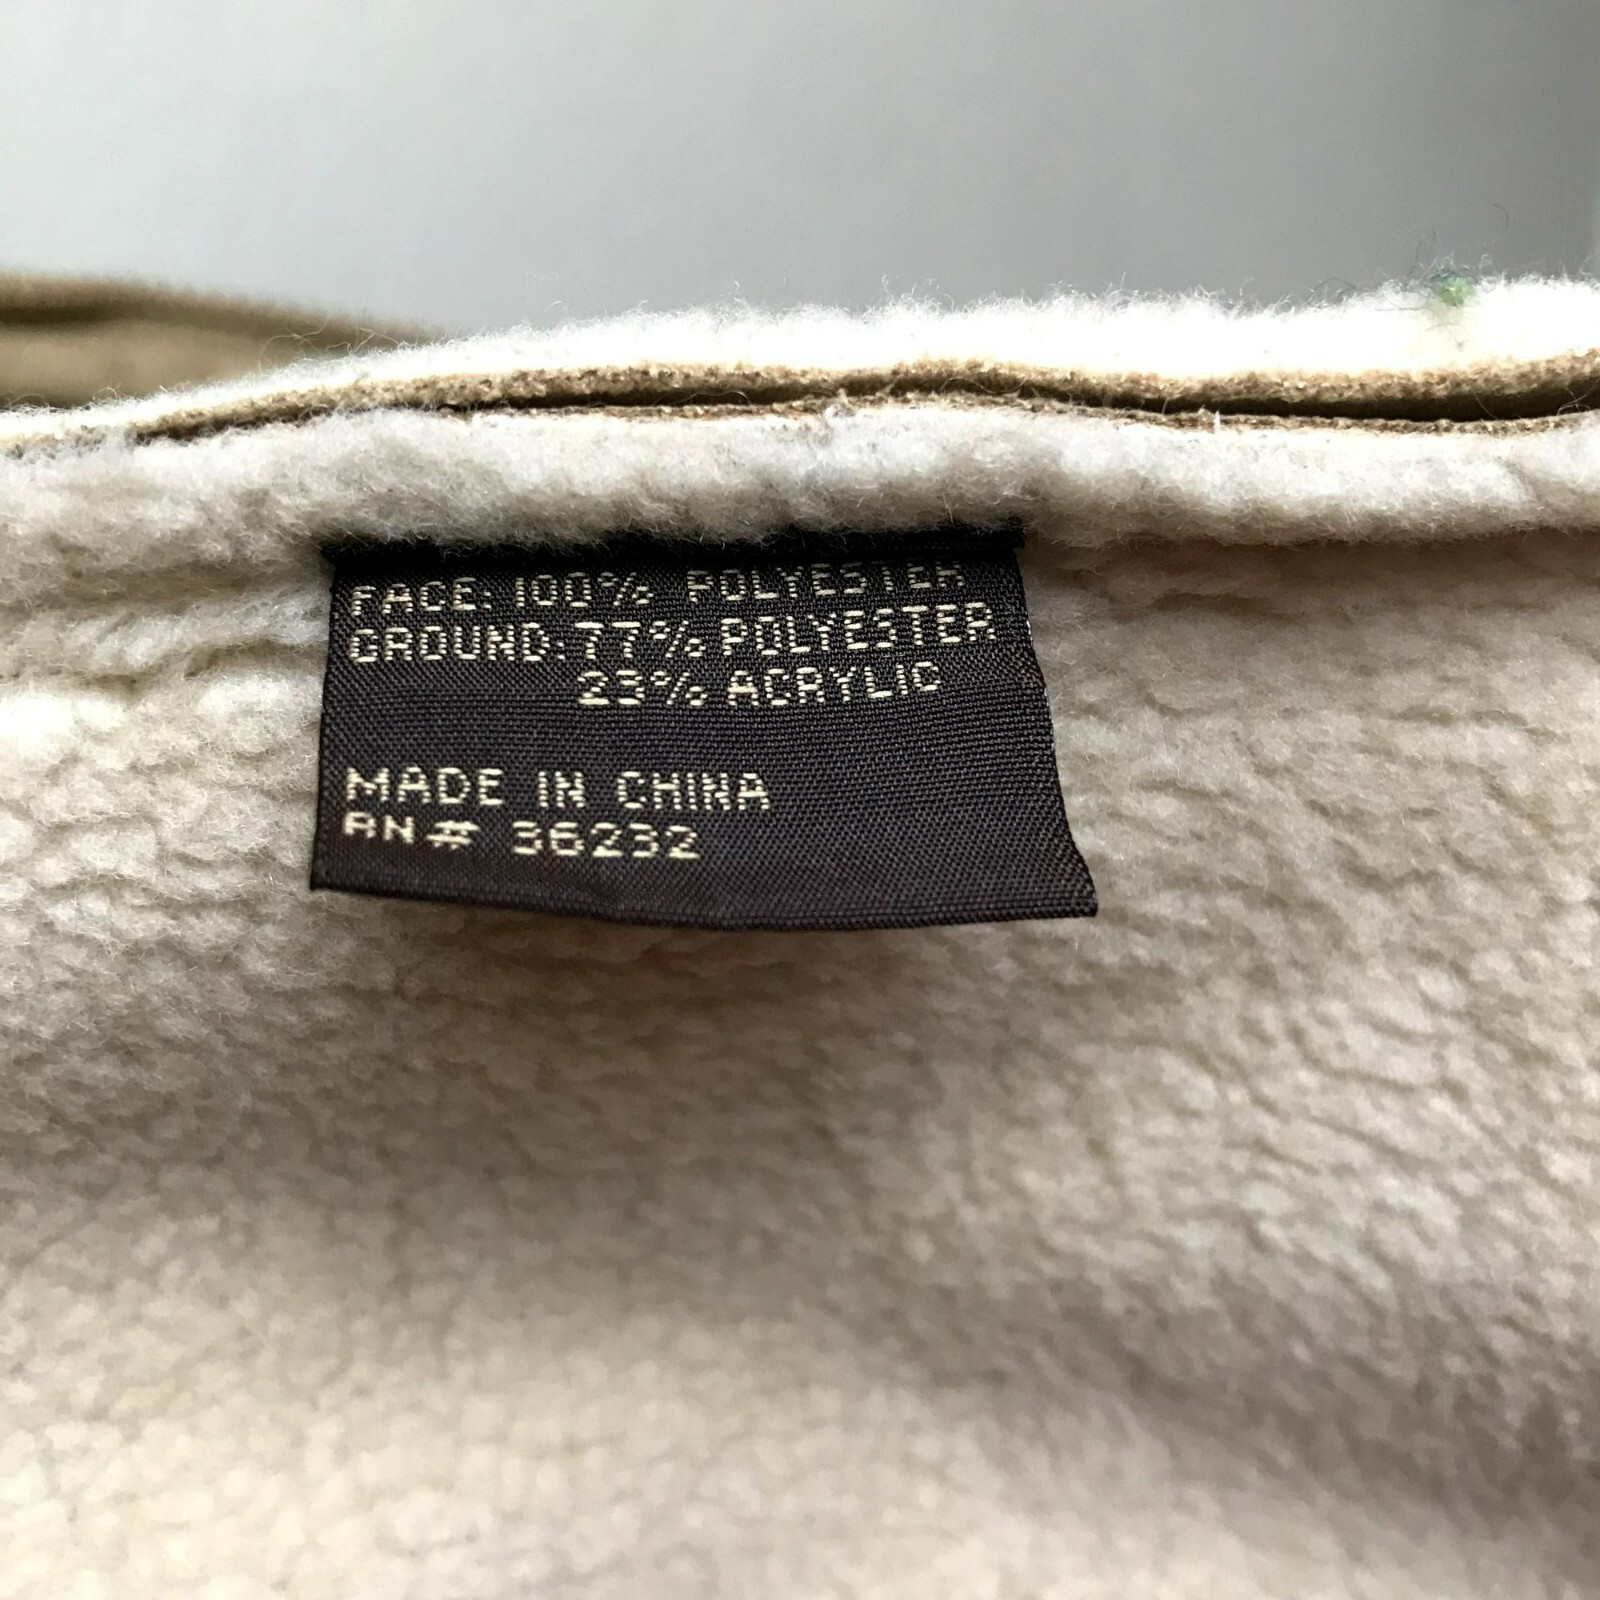 FACE: 100% POLYESTER
GROUND: 77% POLYESTER
23% ACRYLIC
MADE IN CHINA
RN# 36232